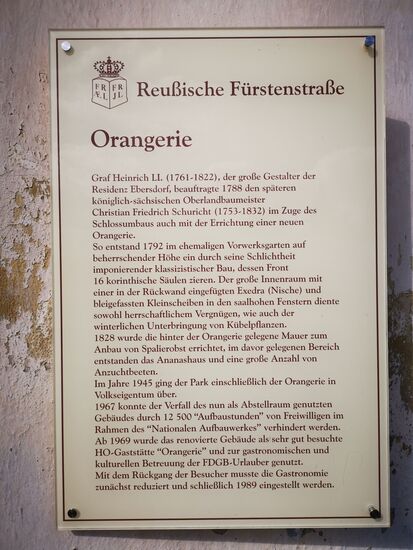 FR FR
Æ.L JL
Reußische Fürstenstraße
Orangerie
Graf Heinrich LI. (1761-1822), der große Gestalter der
Residenz Ebersdorf, beauftragte 1788 den späteren
königlich-sächsischen Oberlandbaumeister
Christian Friedrich Schuricht (1753-1832) im Zuge des
Schlossumbaus auch mit der Errichtung einer neuen
Orangerie.
So entstand 1792 im ehemaligen Vorwerksgarten auf
beherrschender Höhe ein durch seine Schlichtheit
imponierender klassizistischer Bau, dessen Front
16 korinthische Säulen zieren. Der große Innenraum mit
einer in der Rückwand eingefügten Exedra (Nische) und
bleigefassten Kleinscheiben in den saalhohen Fenstern diente
sowohl herrschaftlichem Vergnügen, wie auch der
winterlichen Unterbringung von Kübelpflanzen.
1828 wurde die hinter der Orangerie gelegene Mauer zum
Anbau von Spalierobst errichtet, im davor gelegenen Bereich
entstanden das Ananashaus und eine große Anzahl von
Anzuchtbeeten.
Im Jahre 1945 ging der Park einschließlich der Orangerie in
Volkseigentum über.
1967 konnte der Verfall des nun als Abstellraum genutzten
Gebäudes durch 12 500 “Aufbaustunden” von Freiwilligen im
Rahmen des “Nationalen Aufbauwerkes” verhindert werden.
Ab 1969 wurde das renovierte Gebäude als sehr gut besuchte
HO-Gaststätte “Orangerie” und zur gastronomischen und
kulturellen Betreuung der FDGB-Urlauber genutzt.
Mit dem Rückgang der Besucher musste die Gastronomie
zunächst reduziert und schließlich 1989 eingestellt werden.